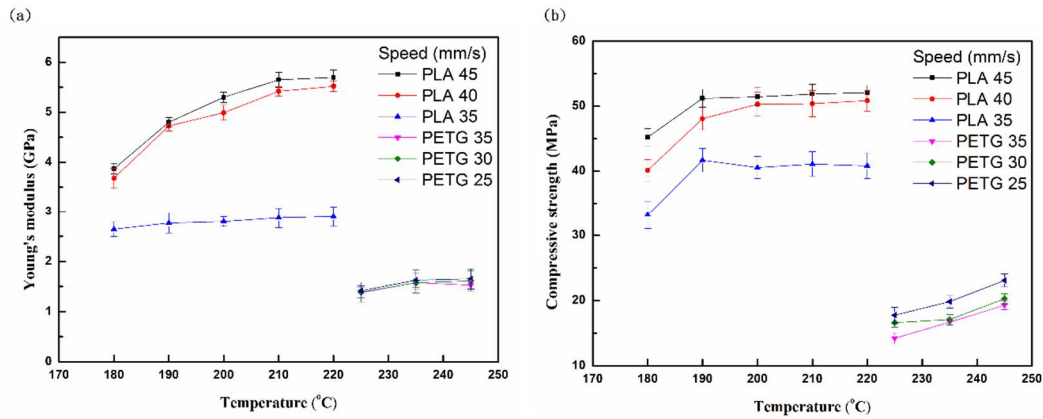 (a)
Young's medulus (GPa)
6
5
4
3
2
1
0
Speed (mm/s)
PLA 45
PLA 40
PLA 35
PETG 35
PETG 30
PETG 25
170 180 190 200 210 220 230 240 250
Temperature (°C)
(b)
Compressive strength (MPa)
60
50
40
30
20
10
Speed (mm/s)
PLA 45
PLA 40
PLA 35
PETG 35
PETG 30
PETG 25
170 180 190 200 210 220 230 240 250
Temperature (°C)